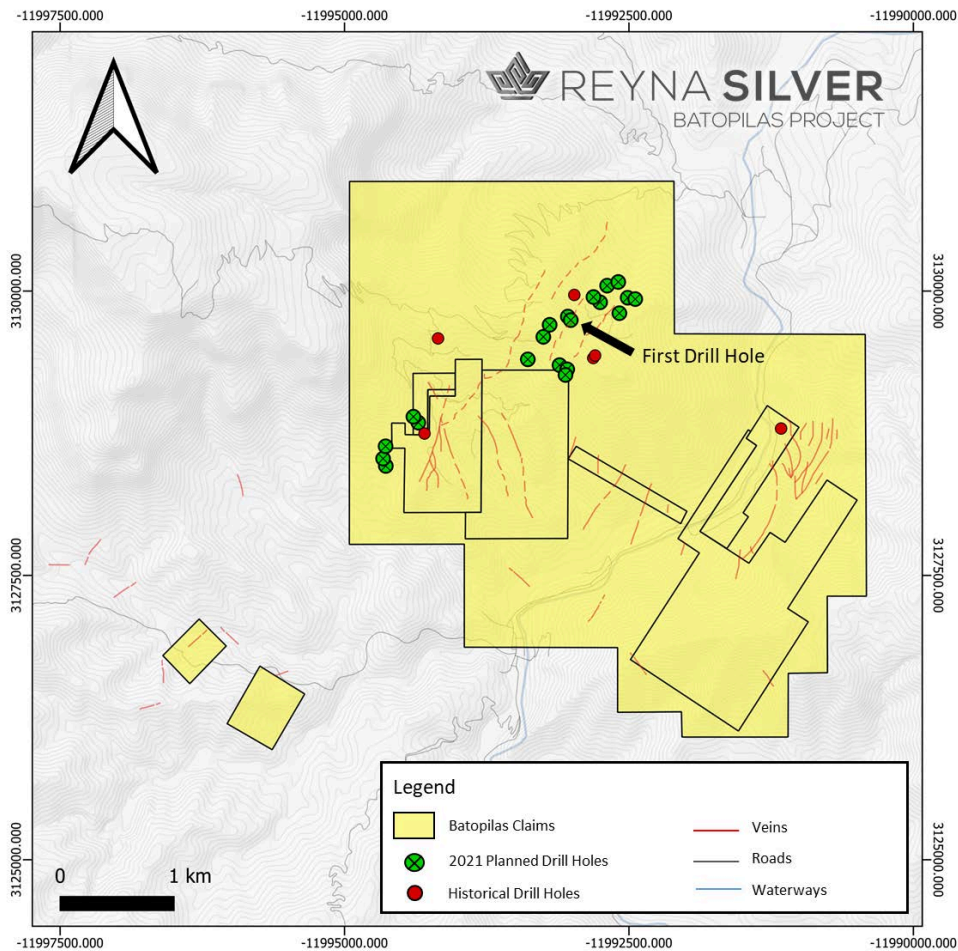 -11997500.000 -11995000.000 -11992500.000 -11990000.000
REYNA SILVER
BATOPILAS PROJECT
3130000.000 3130000.000
First Drill Hole
3127500.000 3127500.000
Legend
Batopilas Claims
2021 Planned Drill Holes
Historical Drill Holes
Veins
Roads
Waterways
0 1 km
3125000.000 3125000.000
-11997500.000 -11995000.000 -11992500.000 -11990000.000